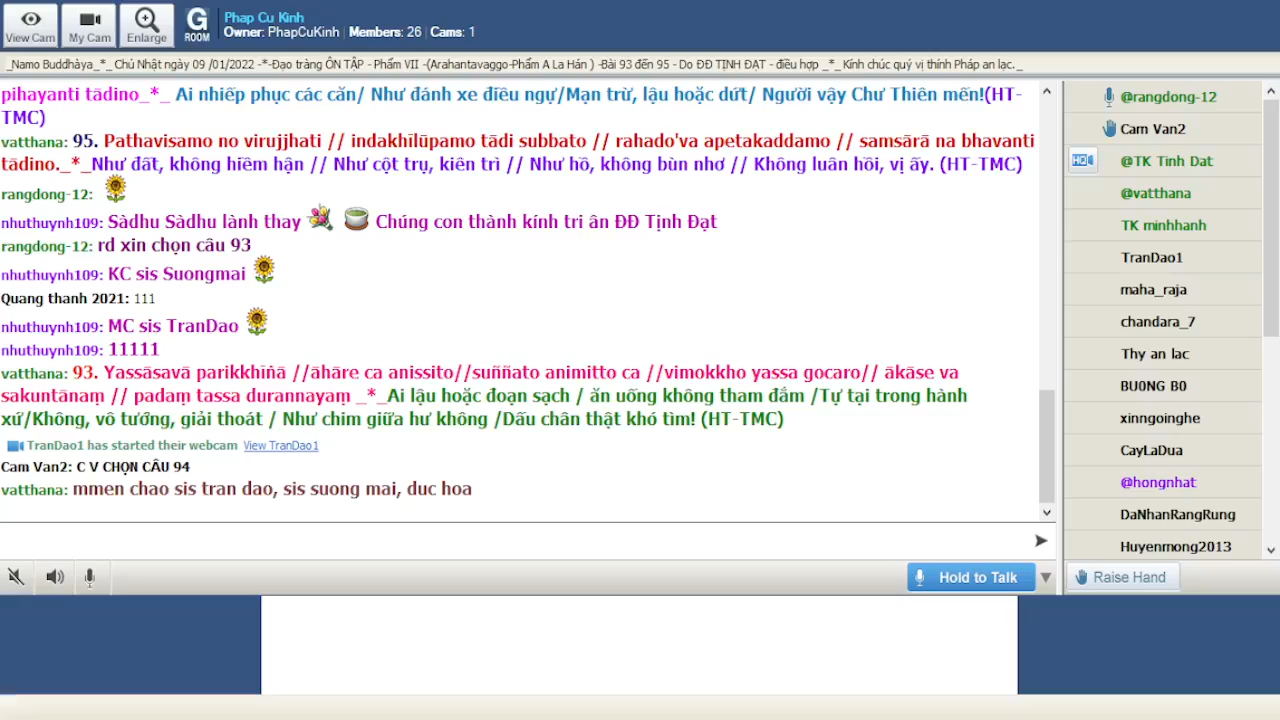 View Cam
My Cam
Enlarge
G
ROOM
Phap Cu Kinh
Owner: PhapCuKinh | Members: 26 | Cams: 1
_Namo Buddhàya_*_ Chủ Nhật ngày 09 /01/2022 -*-Đạo tràng ÔN TẬP - Phẩm VII -(Arahantavaggo-Phẩm A La Hán ) -Bài 93 đến 95 - Do ĐĐ TỊNH ĐẠT - điều hợp _*_ Kính chúc quý vị thính Pháp an lạc._
pihayanti tādino_*_ Ai nhiếp phục các căn/ Như đánh xe điều ngự/Mạn trừ, lậu hoặc dứt/ Người vậy Chư Thiên mến!(HT-
TMC)
vatthana: 95. Pathavisamo no virujjhati // indakhīlūpamo tādi subbato // rahado'va apetakaddamo // samsārā na bhavanti
tādino._*_Như đất, không hiềm hận // Như cột trụ, kiên trì // Như hồ, không bùn nhơ // Không luân hồi, vị ấy. (HT-TMC)
rangdong-12:
nhuthuynh109: Sàdhu Sàdhu lành thay Chúng con thành kính tri ân ĐĐ Tịnh Đạt
rangdong-12: rd xin chọn câu 93
nhuthuynh109: KC sis Suongmai
Quang thanh 2021: 111
nhuthuynh109: MC sis TranDao
nhuthuynh109: 11111
vatthana: 93. Yassāsavā parikkhīṅā //āhāre ca anissito//suññato animitto ca //vimokkho yassa gocaro// ākāse va
sakuntānaṃ // padaṃ tassa durannayaṃ _*_Ai lậu hoặc đoạn sạch / ăn uống không tham đắm /Tự tại trong hành
xứ/Không, vô tướng, giải thoát / Như chim giữa hư không /Dấu chân thật khó tìm! (HT-TMC)
TranDao1 has started their webcam View TranDao1
Cam Van2: C V CHỌN CÂU 94
vatthana: mmen chao sis tran dao, sis suong mai, duc hoa
Hold to Talk
@rangdong-12
Cam Van2
HQ
@TK Tinh Dat
@vatthana
TK minhhanh
TranDao1
maha_raja
chandara_7
Thy an lac
BU0NG B0
xinngoinghe
CayLaDua
@hongnhat
DaNhanRangRung
Huyenmong2013
Raise Hand